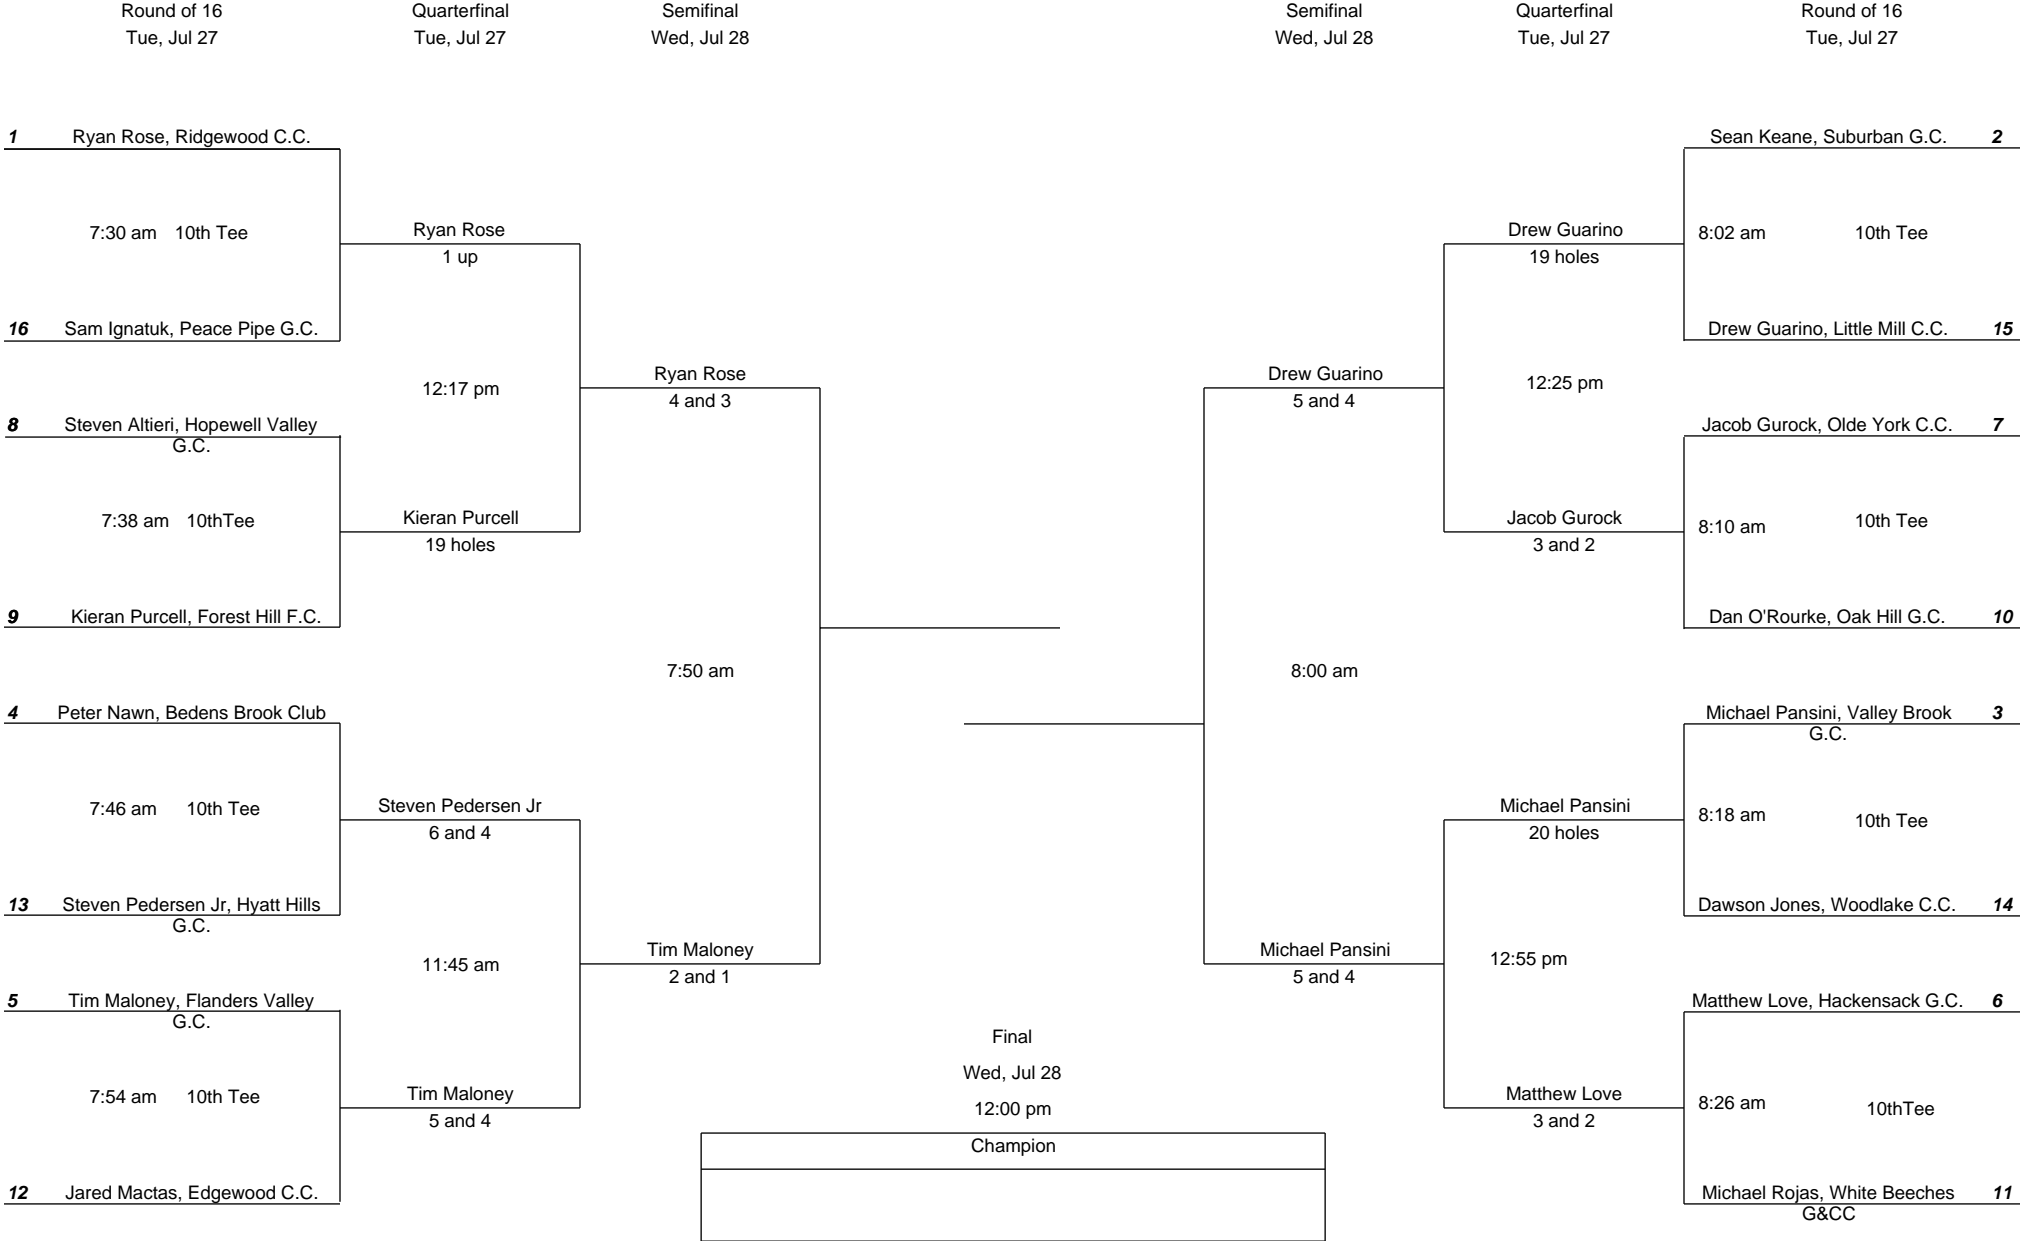 Round of 16 Quarterfinal Semifinal Semifinal Quarterfinal Round of 16
Tue, Jul 27 Tue, Jul 27 Wed, Jul 28 Wed, Jul 28 Tue, Jul 27 Tue, Jul 27
1 Ryan Rose, Ridgewood C.C. Sean Keane, Suburban G.C. 2
7:30 am 10th Tee Ryan Rose Drew Guarino 8:02 am 10th Tee
1 up 19 holes
16 Sam Ignatuk, Peace Pipe G.C. Drew Guarino, Little Mill C.C. 15
Ryan Rose Drew Guarino
12:17 pm 12:25 pm
4 and 3 5 and 4
8 Steven Altieri, Hopewell Valley Jacob Gurock, Olde York C.C. 7
G.C.
7:38 am 10thTee Kieran Purcell Jacob Gurock 8:10 am 10th Tee
19 holes 3 and 2
9 Kieran Purcell, Forest Hill F.C. Dan O'Rourke, Oak Hill G.C. 10
7:50 am 8:00 am
4 Peter Nawn, Bedens Brook Club Michael Pansini, Valley Brook 3
G.C.
7:46 am 10th Tee Steven Pedersen Jr Michael Pansini 8:18 am 10th Tee
6 and 4 20 holes
13 Steven Pedersen Jr, Hyatt Hills Dawson Jones, Woodlake C.C. 14
G.C.
Tim Maloney Michael Pansini
11:45 am 12:55 pm
2 and 1 5 and 4
5 Tim Maloney, Flanders Valley Matthew Love, Hackensack G.C. 6
G.C.
Final
Wed, Jul 28
7:54 am 10th Tee Tim Maloney Matthew Love 8:26 am 10thTee
12:00 pm
5 and 4 3 and 2
Champion
12 Jared Mactas, Edgewood C.C. Michael Rojas, White Beeches 11
G&CC